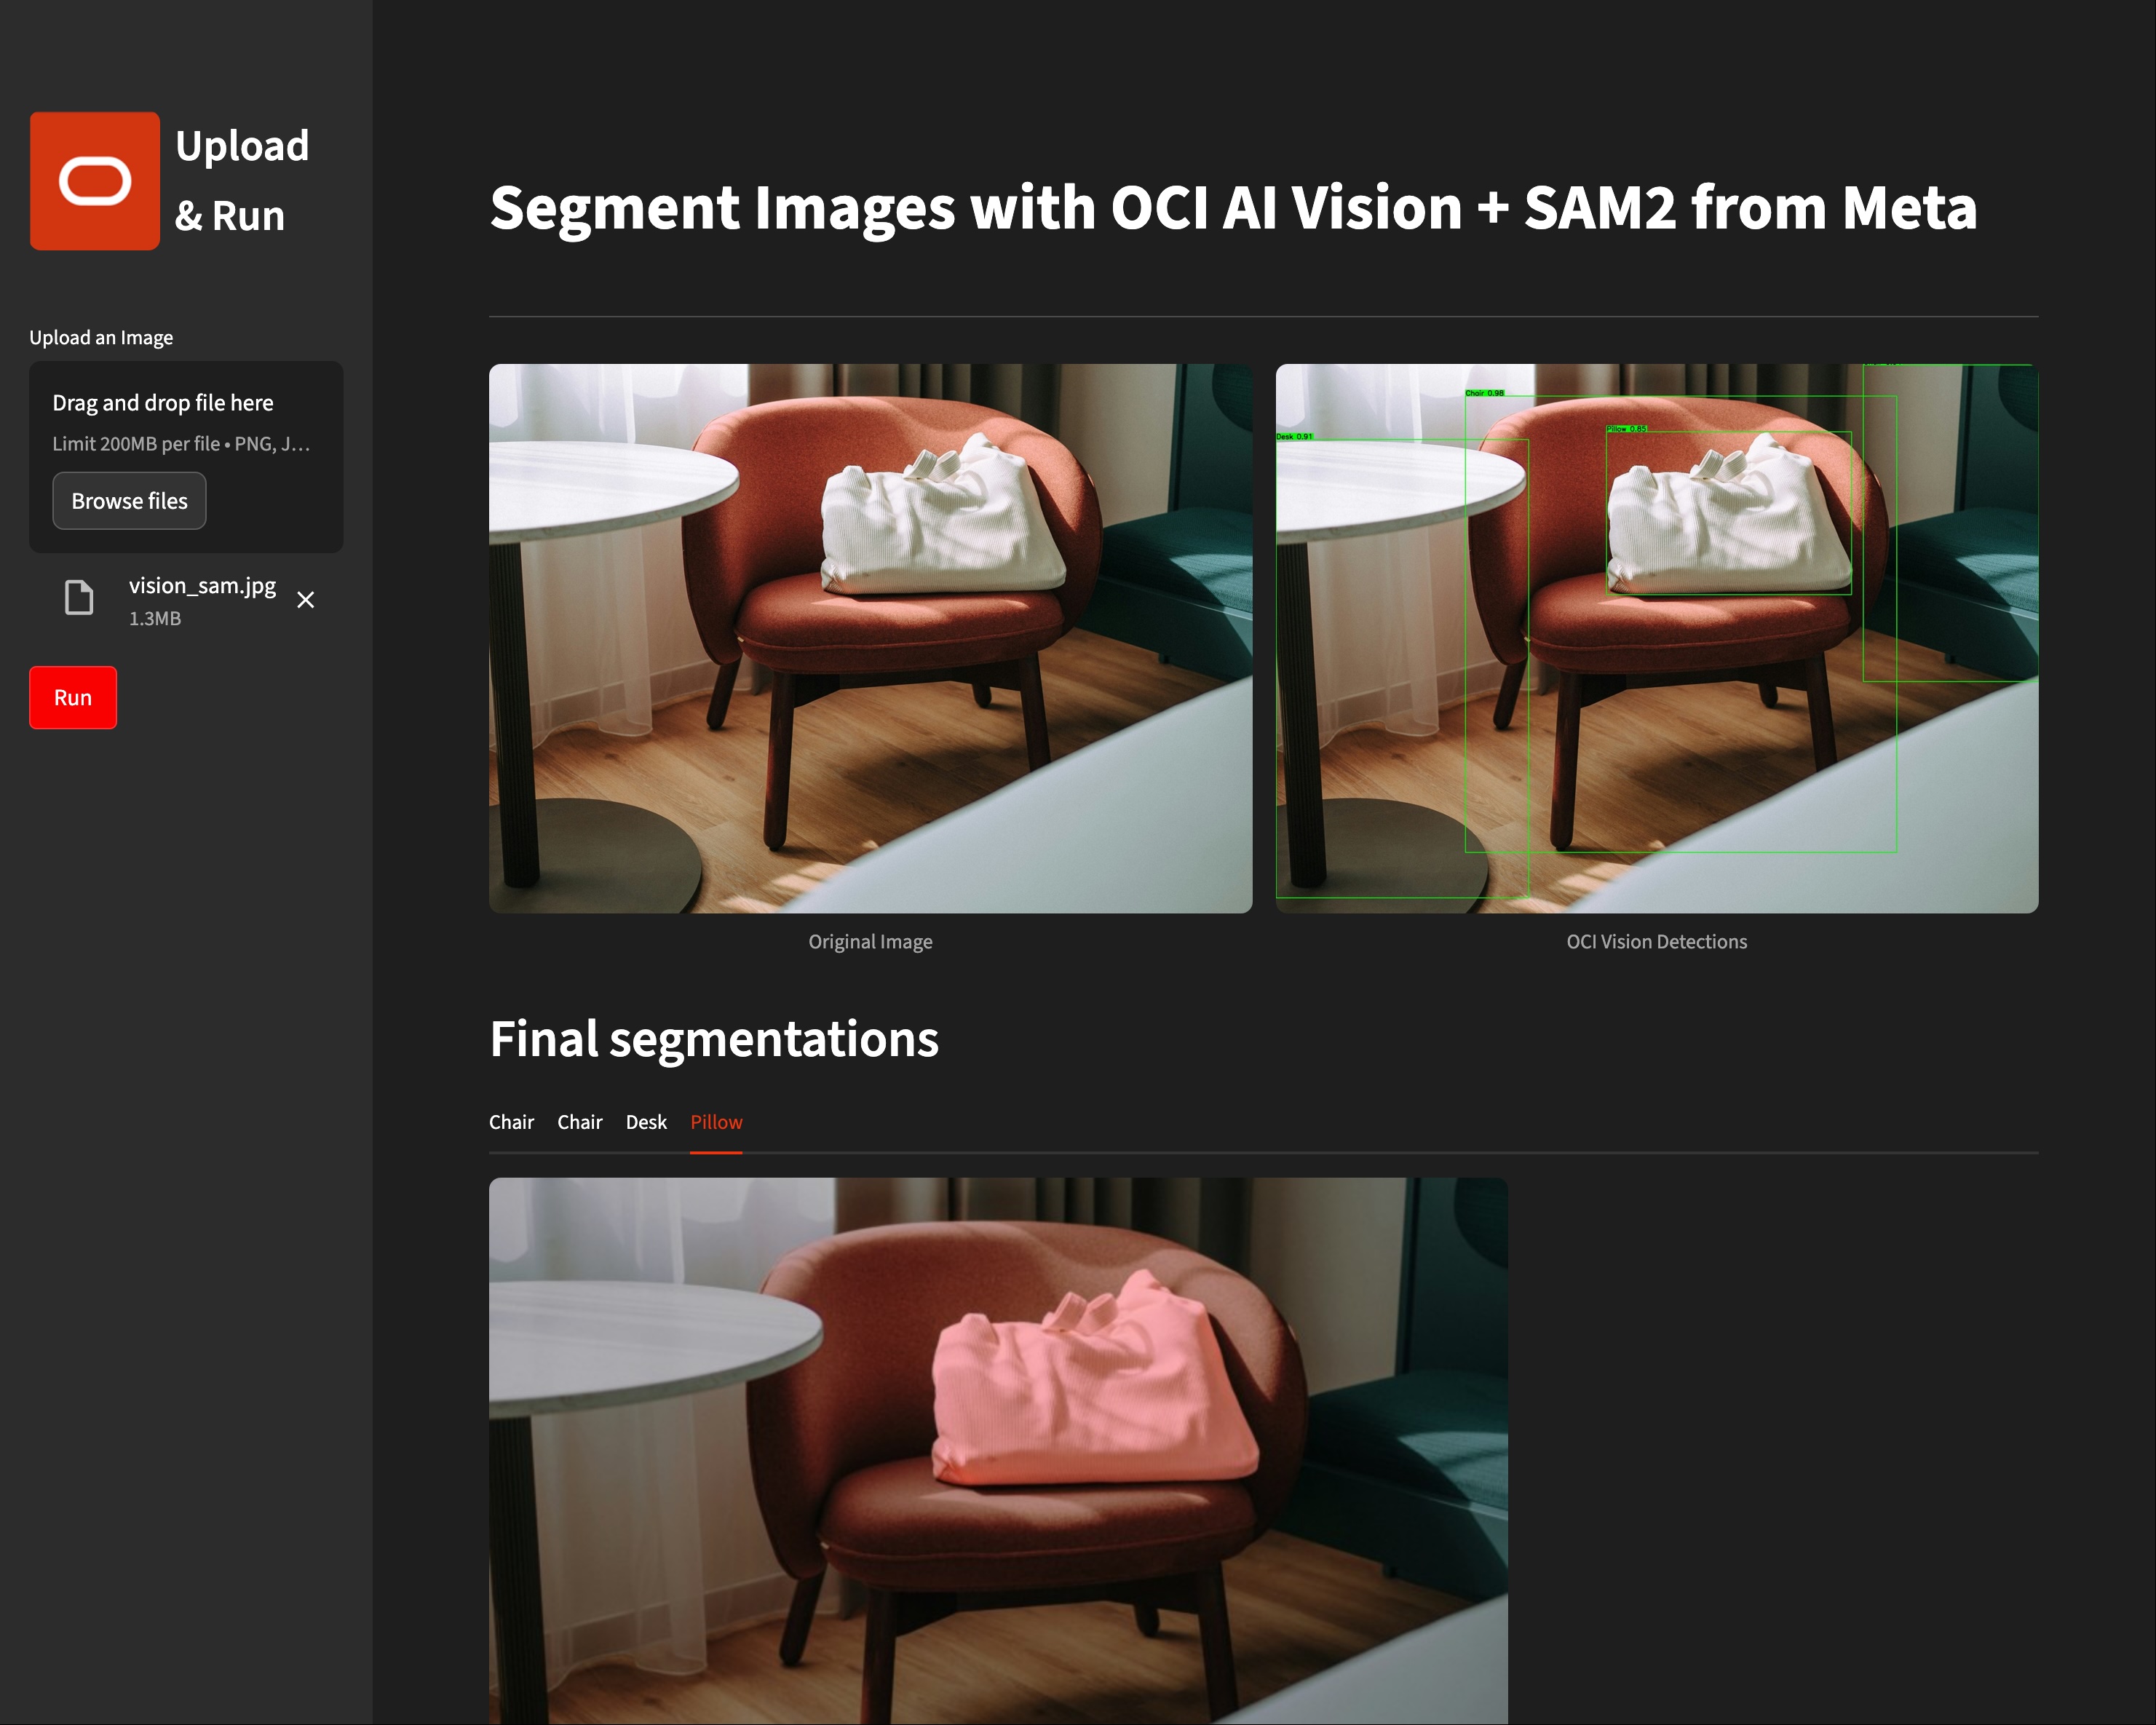 Upload
& Run
Upload an Image
Drag and drop file here
Limit 200MB per file • PNG, J...
Browse files
vision_sam.jpg
1.3MB
Run
Segment Images with OCI AI Vision + SAM2 from Meta
Chair 0.98
Pillow 0.85
Desk 0.91
Original Image
OCI Vision Detections
Final segmentations
Chair Chair Desk Pillow